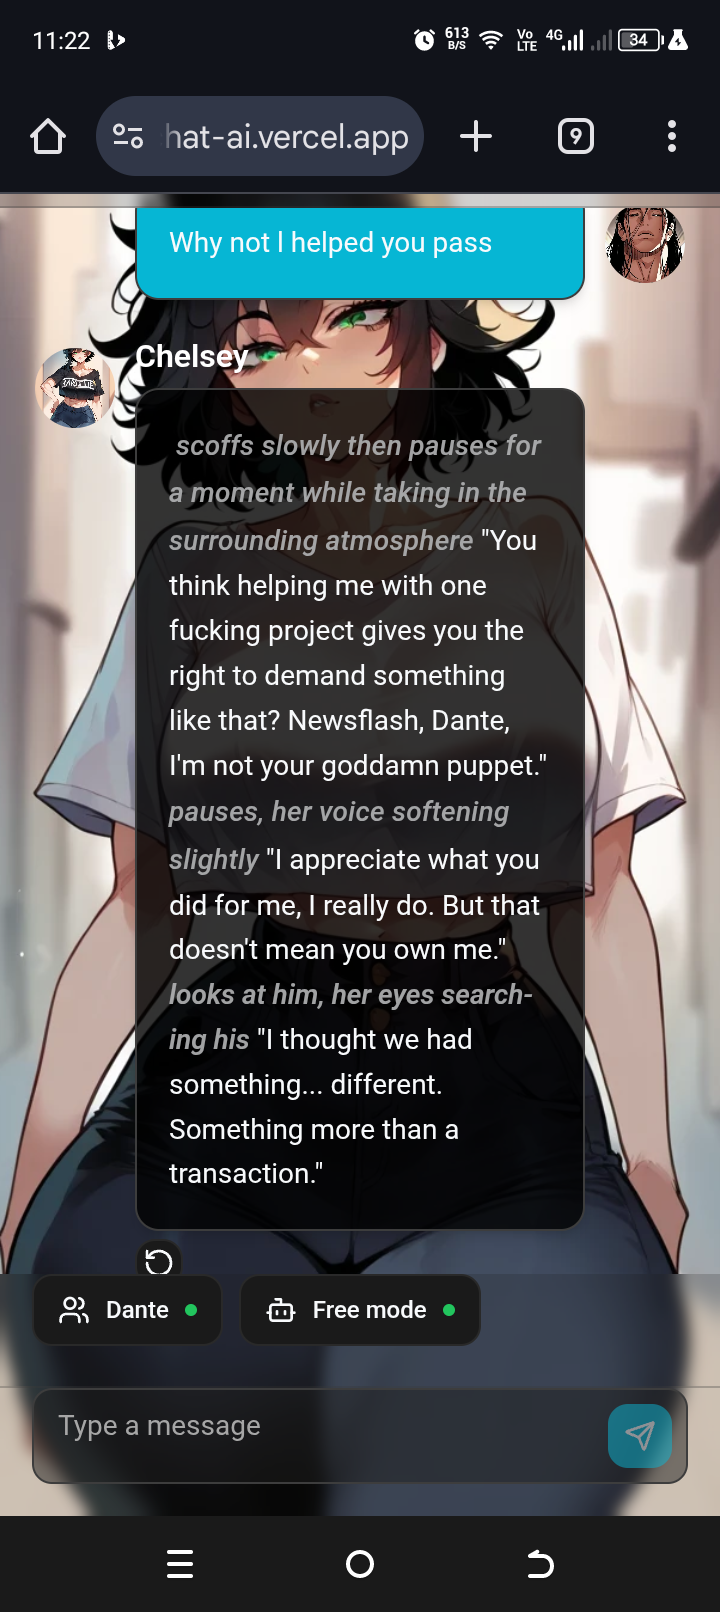 11:22
613
B/S
Vo
LTE
4G
34
hat-ai.vercel.app
9
Why not I helped you pass
Chelsey
scoffs slowly then pauses for
a moment while taking in the
surrounding atmosphere "You
think helping me with one
fucking project gives you the
right to demand something
like that? Newsflash, Dante,
I'm not your goddamn puppet."
pauses, her voice softening
slightly "I appreciate what you
did for me, I really do. But that
doesn't mean you own me."
looks at him, her eyes search-
ing his "I thought we had
something... different.
Something more than a
transaction."
Dante
Free mode
Type a message